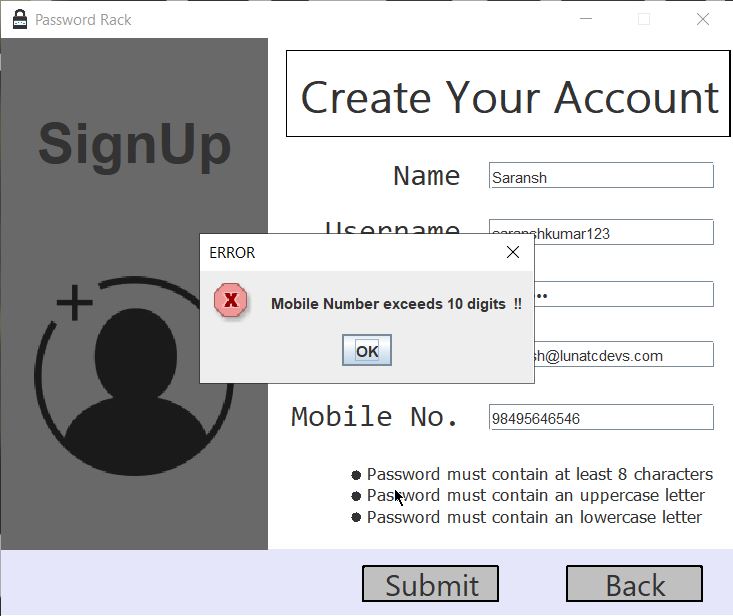 Password Rack
SignUp
Create Your Account
Name
Saransh
Username
saranshkumar123
ERROR
X
Mobile Number exceeds 10 digits !!
OK
h@lunatcdevs.com
Mobile No.
98495646546
Password must contain at least 8 characters
Password must contain an uppercase letter
Password must contain an lowercase letter
Submit
Back